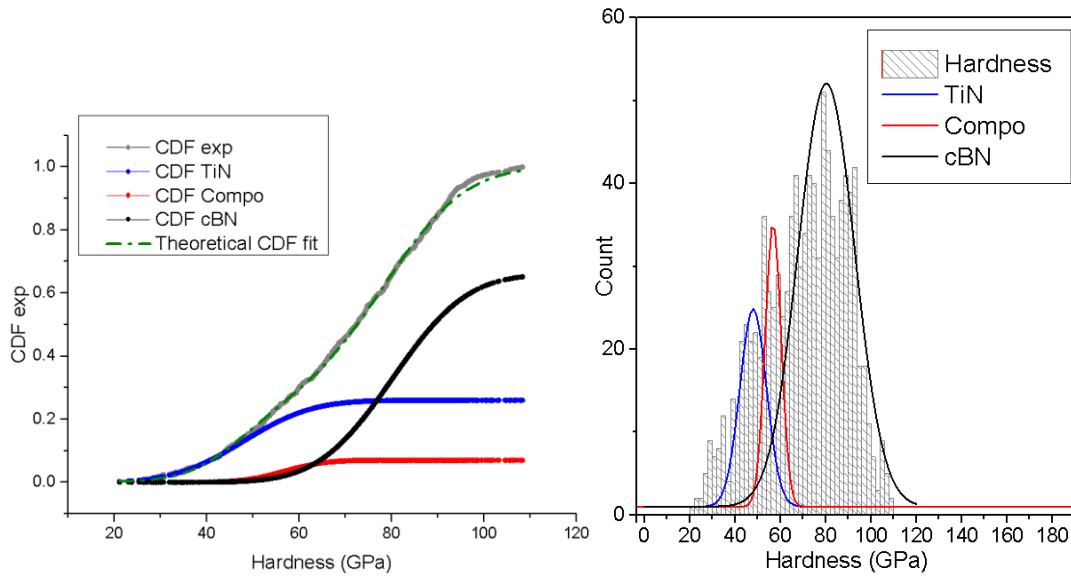 CDF exp
CDF TiN
CDF Compo
CDF cBN
Theoretical CDF fit
1.0
0.8
0.6
0.4
0.2
0.0
CDF exp
20 40 60 80 100 120
Hardness (GPa)
Hardness
TiN
Compo
cBN
60
40
20
0
Count
0 20 40 60 80 100 120 140 160 180
Hardness (GPa)